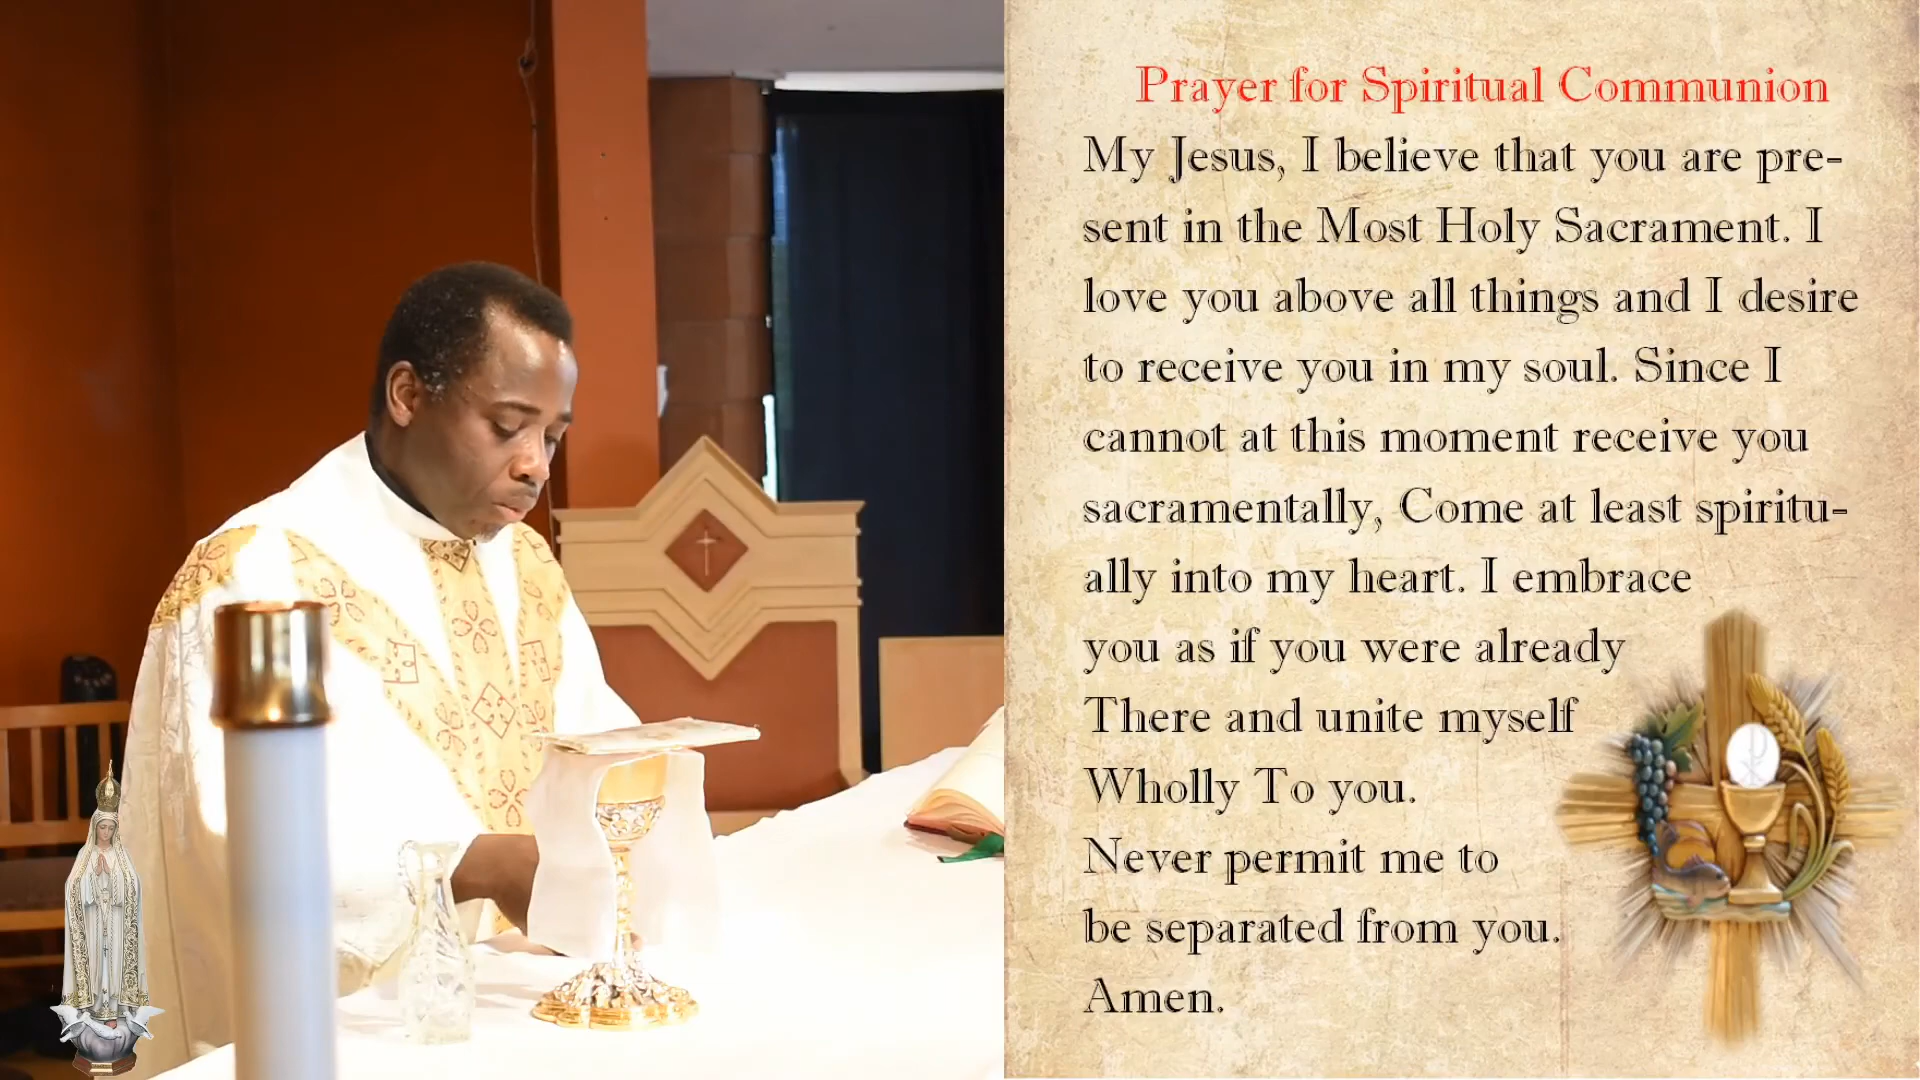 Prayer for Spiritual Communion
My Jesus, I believe that you are pre-
sent in the Most Holy Sacrament. I
love you above all things and I desire
to receive you in my soul. Since I
cannot at this moment receive you
sacramentally, Come at least spiritu-
ally into my heart. I embrace
you as if you were already
There and unite myself
Wholly To you.
Never permit me to
be separated from you.
Amen.